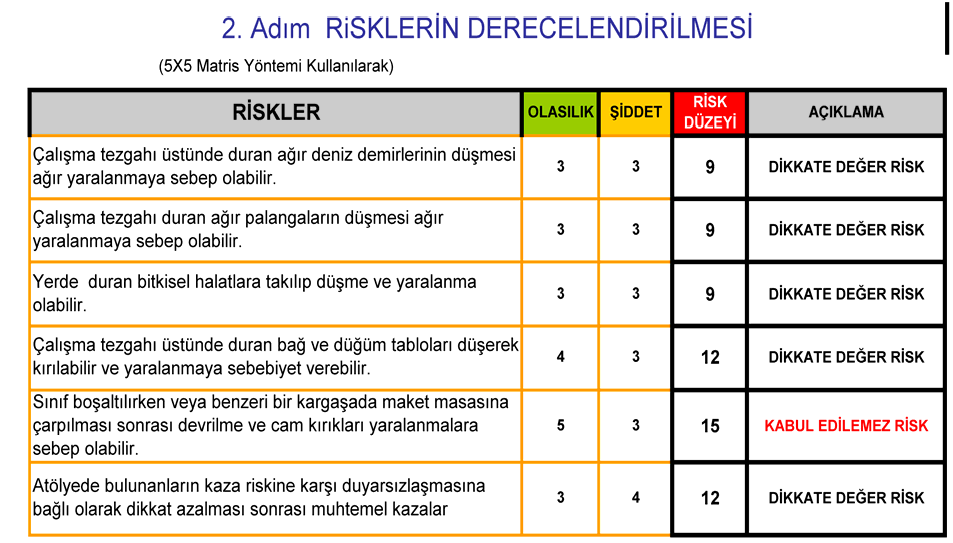 2. Adım RiSKLERİN DERECELENDİRİLMESİ
(5X5 Matris Yöntemi Kullanılarak)
RİSKLER OLASILIK ŞİDDET RİSK DÜZEYİ AÇIKLAMA
Çalışma tezgahı üstünde duran ağır deniz demirlerinin düşmesi
ağır yaralanmaya sebep olabilir.
3 3 9 DİKKATE DEĞER RİSK
Çalışma tezgahı duran ağır palangaların düşmesi ağır
yaralanmaya sebep olabilir.
3 3 9 DİKKATE DEĞER RİSK
Yerde duran bitkisel halatlara takılıp düşme ve yaralanma
olabilir.
3 3 9 DİKKATE DEĞER RİSK
Çalışma tezgahı üstünde duran bağ ve düğüm tabloları düşerek
kırılabilir ve yaralanmaya sebebiyet verebilir.
4 3 12 DİKKATE DEĞER RİSK
Sınıf boşaltılırken veya benzeri bir kargaşada maket masasına
çarpılması sonrası devrilme ve cam kırıkları yaralanmalara
sebep olabilir.
5 3 15 KABUL EDİLEMEZ RİSK
Atölyede bulunanların kaza riskine karşı duyarsızlaşmasına
bağlı olarak dikkat azalması sonrası muhtemel kazalar
3 4 12 DİKKATE DEĞER RİSK